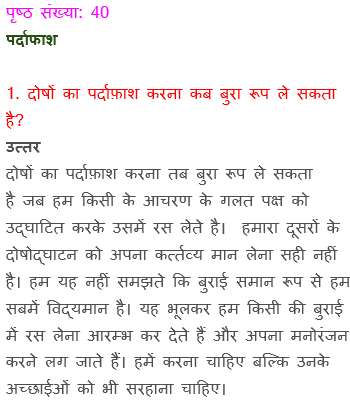 पृष्ठ संख्या: 40
पर्दाफाश
1. दोषों का पर्दाफ़ाश करना कब बुरा रूप ले सकता
है?
उत्तर
दोषों का पर्दाफ़ाश करना तब बुरा रूप ले सकता
है जब हम किसी के आचरण के गलत पक्ष को
उद्घाटित करके उसमें रस लेते है। हमारा दूसरों के
दोषोद्घाटन को अपना कर्त्तव्य मान लेना सही नहीं
है। हम यह नहीं समझते कि बुराई समान रूप से हम
सबमें विद्यमान है। यह भूलकर हम किसी की बुराई
में रस लेना आरम्भ कर देते हैं और अपना मनोरंजन
करने लग जाते हैं। हमें करना चाहिए बल्कि उनके
अच्छाईओं को भी सरहाना चाहिए।